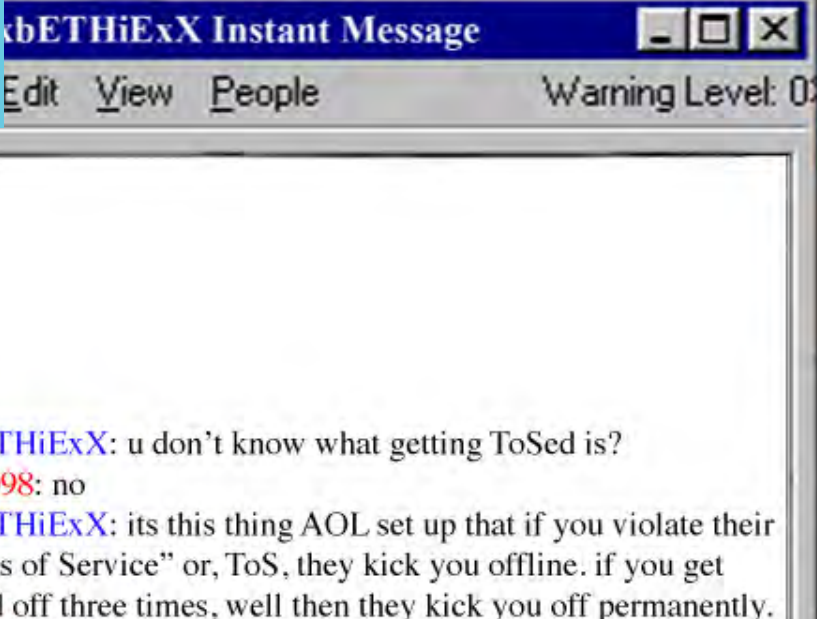 xbETHiExX Instant Message
Edit View People Warning Level: 0
THiExX: u don’t know what getting ToSed is?
98: no
THiExX: its this thing AOL set up that if you violate their
s of Service” or, ToS, they kick you offline. if you get
off three times, well then they kick you off permanently.